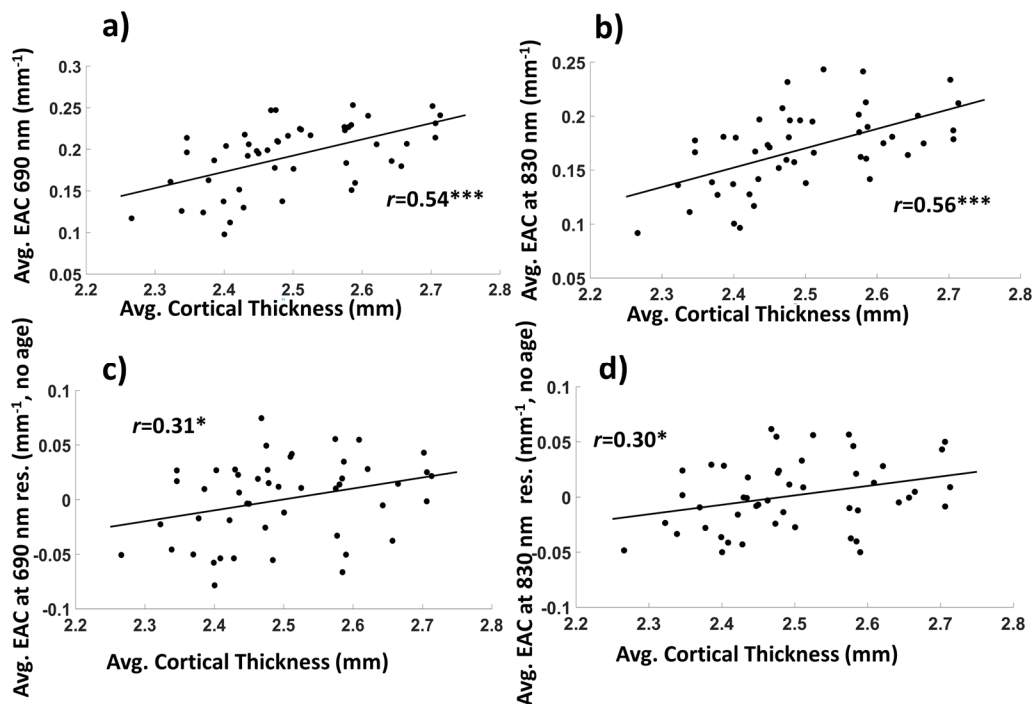 a)
Avg. EAC 690 nm (mm⁻¹)
0.3
0.25
0.2
0.15
0.1
0.05
2.2 2.3 2.4 2.5 2.6 2.7 2.8
r=0.54***
Avg. Cortical Thickness (mm)
b)
Avg. EAC at 830 nm (mm⁻¹)
0.25
0.2
0.15
0.1
0.05
2.2 2.3 2.4 2.5 2.6 2.7 2.8
r=0.56***
Avg. Cortical Thickness (mm)
c)
Avg. EAC at 690 nm res. (mm⁻¹, no age)
0.1
0.05
0
-0.05
-0.1
2.2 2.3 2.4 2.5 2.6 2.7 2.8
r=0.31*
Avg. Cortical Thickness (mm)
d)
Avg. EAC at 830 nm res. (mm⁻¹, no age)
0.1
0.05
0
-0.05
-0.1
2.2 2.3 2.4 2.5 2.6 2.7 2.8
r=0.30*
Avg. Cortical Thickness (mm)